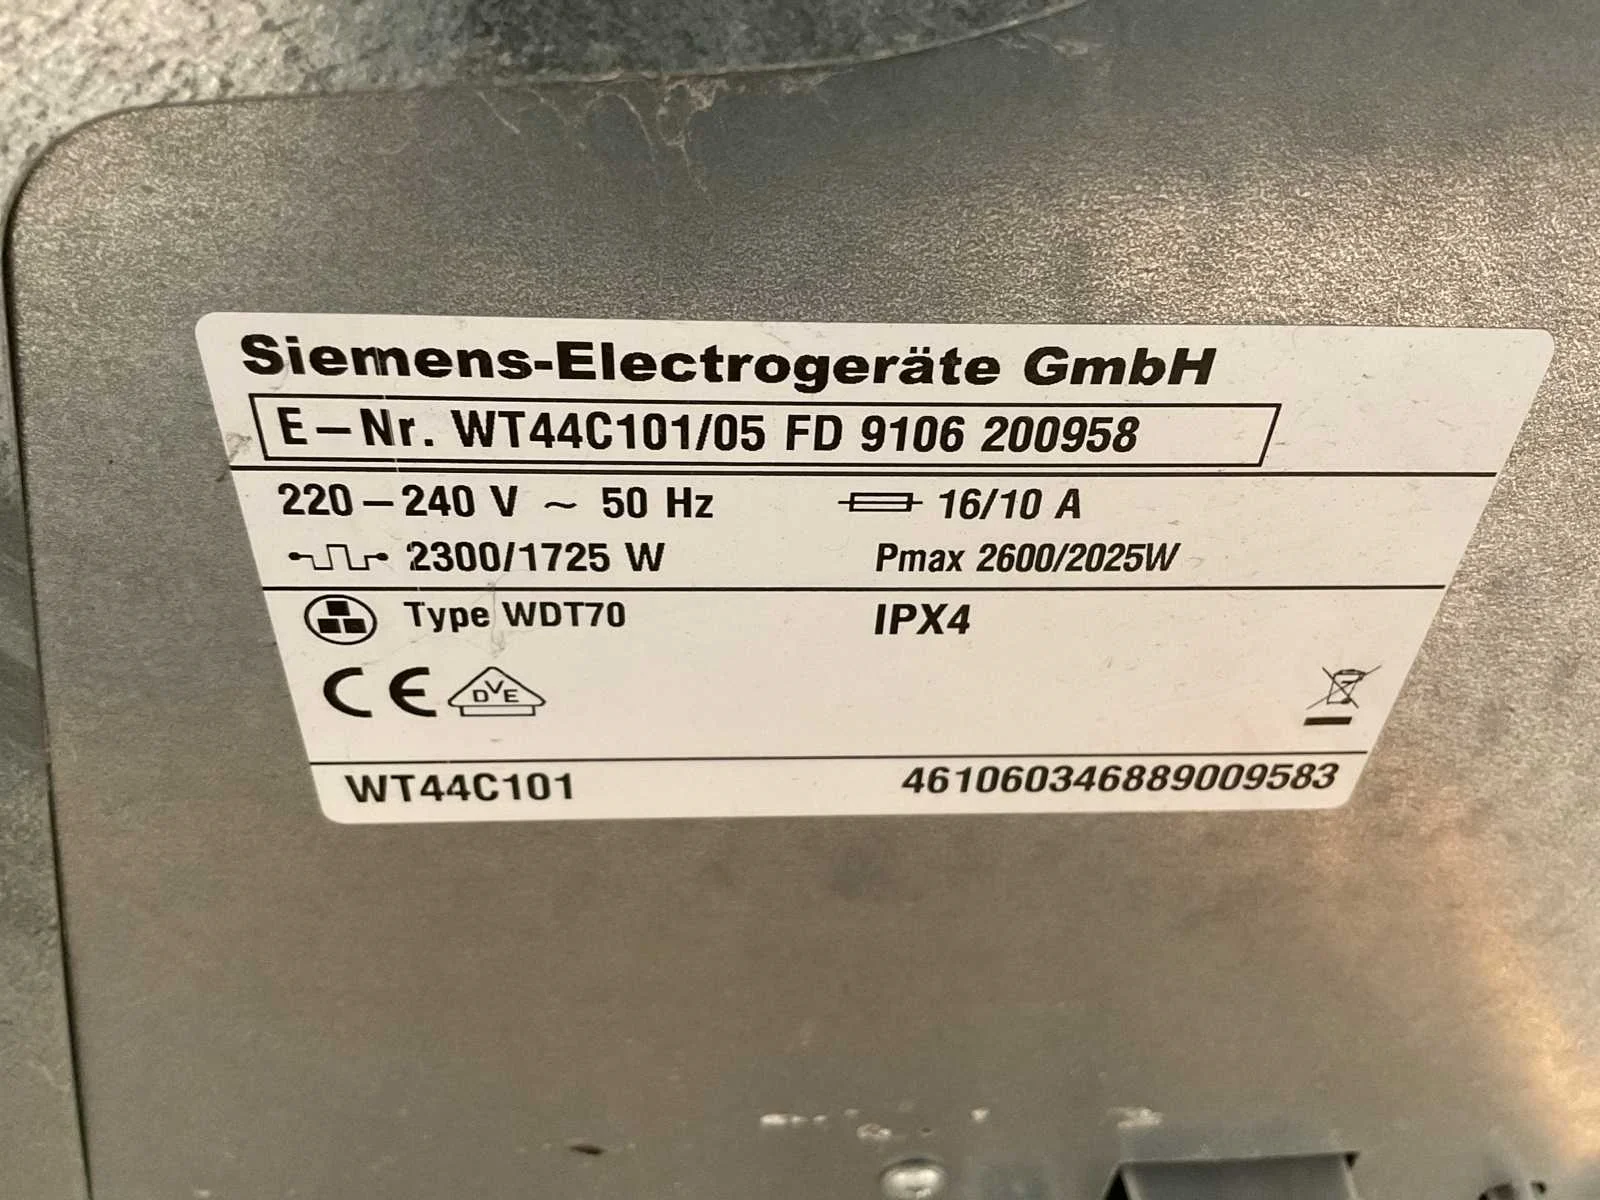 Siemens-Electrogeräte GmbH
E-Nr. WT44C101/05 FD 9106 200958
220-240 V ~ 50 Hz 16/10 A
2300/1725 W Pmax 2600/2025W
Type WDT70 IPX4
CE DVE
WT44C101 461060346889009583